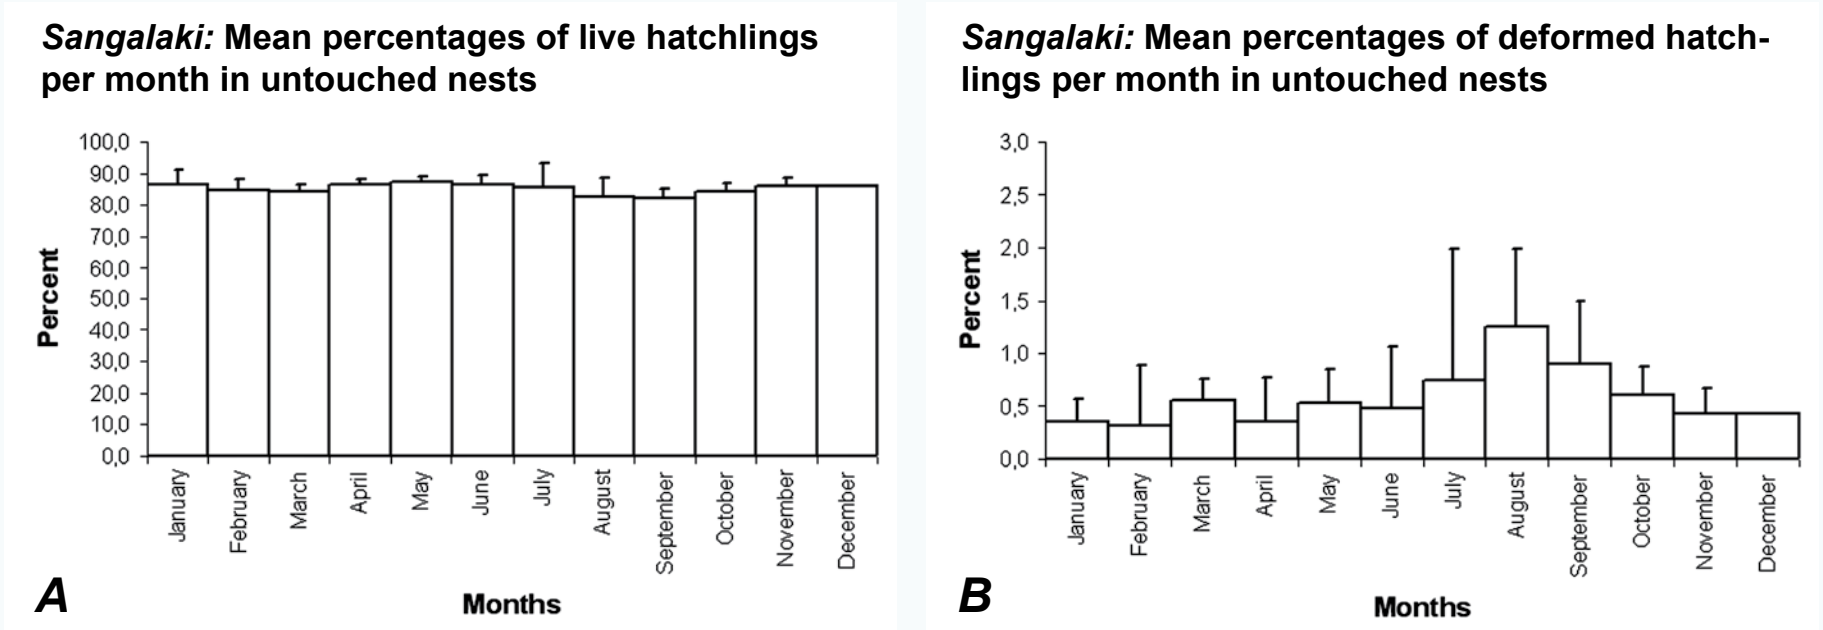 Sangalaki: Mean percentages of live hatchlings
per month in untouched nests
100,0
90,0
80,0
70,0
60,0
50,0
40,0
30,0
20,0
10,0
0,0
Percent
January
February
March
April
May
June
July
August
September
October
November
December
Months
A
Sangalaki: Mean percentages of deformed hatch-
lings per month in untouched nests
3,0
2,5
2,0
1,5
1,0
0,5
0,0
Percent
January
February
March
April
May
June
July
August
September
October
November
December
Months
B